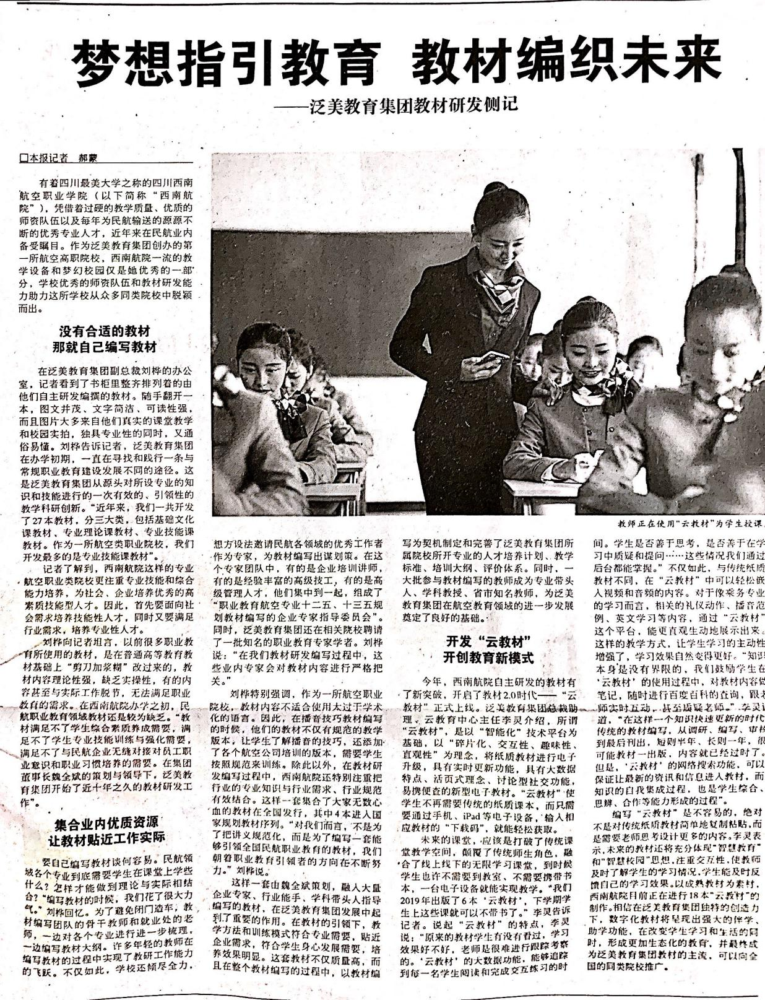 梦想指引教育 教材编织未来
——泛美教育集团教材研发侧记
□本报记者 郝蒙
有着四川最美大学之称的四川西南
航空职业学院（以下简称“西南航
院”），凭借着过硬的教学质量、优质的
师资队伍以及每年为民航输送的源源不
断的优秀专业人才，近年来在民航业内
备受瞩目。作为泛美教育集团创办的第
一所航空高职院校，西南航院一流的教
学设备和梦幻校园仅是她优秀的一部
分，学校优秀的师资队伍和教材研发能
力助力这所学校从众多同类院校中脱颖
而出。
没有合适的教材
那就自己编写教材
在泛美教育集团副总裁刘桦的办公
室，记者看到了书柜里整齐排列着的由
他们自主研发编撰的教材。随手翻开一
本，图文并茂、文字简洁、可读性强，
而且图片大多来自他们真实的课堂教学
和校园实拍，独具专业性的同时，又通
俗易懂。刘桦告诉记者，泛美教育集团
在办学初期，一直在寻找和践行一条与
常规职业教育建设发展不同的途径。这
是泛美教育集团从源头对所设专业的知
识和技能进行的一次有效的、引领性的
教学科研创新。“近年来，我们一共开发
了27本教材，分三大类，包括基础文化
课教材、专业理论课教材、专业技能课
教材。作为一所航空类职业院校，我们
开发最多的是专业技能课教材”。
记者了解到，西南航院这样的专业
航空职业类院校更注重专业技能和综合
能力培养，为社会、企业培养优秀的高
素质技能型人才。因此，首先要面向社
会需求培养技能性人才，同时又要满足
行业需求，培养专业性人才。
刘桦向记者坦言，以前很多职业教
育所使用的教材，是在普通高等教育教
材基础上“剪刀加浆糊”改过来的，教
材内容理论性强，缺乏实操性，有的内
容甚至与实际工作脱节，无法满足职业
教育的需求。在西南航院办学之初，民
航职业教育领域教材还是较为缺乏。“教
材满足不了学生综合素质养成需要，满
足不了学生专业技能训练与强化需要，
满足不了与民航企业无缝对接对员工职
业意识和职业习惯培养的需要。在集团
董事长魏全斌的策划与领导下，泛美教
育集团开始了近十年之久的教材研发工
作”。
集合业内优质资源
让教材贴近工作实际
要自己编写教材谈何容易。民航领
域各个专业到底需要学生在课堂上学些
什么？怎样才能做到理论与实际相结
合？“编写教材的时候，我们花了很大力
气。”刘桦回忆。为了避免闭门造车，教
材编写团队的骨干教师和就业处的老
师，一边对各个专业进行进一步梳理，
一边编写教材大纲。许多年轻的教师在
编写教材的过程中实现了教研工作能力
的飞跃。不仅如此，学校还倾尽全力，
教师正在使用“云教材”为学生授课。
想方设法邀请民航各领域的优秀工作者
作为专家，为教材编写出谋划策。在这
个专家团队中，有的是企业培训讲师，
有的是经验丰富的高级技工，有的是高
级管理人才，他们集中到一起，组成了
“职业教育航空专业十二五、十三五规
划教材编写的企业专家指导委员会”。
同时，泛美教育集团还在相关院校聘请
了一批知名的职业教育专家学者。刘桦
说：“在我们教材研发编写过程中，这
些业内专家会对教材内容进行严格把
关。”
刘桦特别强调，作为一所航空职业
院校，教材内容不适合使用太过于学术
化的语言。因此，在播音技巧教材编写
的时候，他们的教材不仅有规范的教学
版本，让学生了解播音的技巧，还添加
了各个航空公司培训的版本，需要学生
按照规范来训练。除此以外，在教材研
发编写过程中，西南航院还特别注重把
行业的专业知识与行业需求、行业规范
有效结合。这样一套集合了大家无数心
血的教材在全国发行，其中4本进入国
家规划教材序列。“对我们而言，不是为
了把讲义规范化，而是为了编写一套能
够引领全国民航职业教育的教材，我们
朝着职业教育引领者的方向在不断努
力。”刘桦说。
这样一套由魏全斌策划，融入大量
企业专家、行业能手、学科带头人指导
编写的教材，在泛美教育集团发展中起
到了重要的作用。在教材的引领下，教
学方法和训练模式符合专业需要，贴近
企业需求，符合学生身心发展需要，培
养效果明显。这套教材不仅质量高，而
且在整个教材编写的过程中，以教材编
写为契机制定和完善了泛美教育集团所
属院校所开专业的人才培养计划、教学
标准、培训大纲、评价体系。同时，一
大批参与教材编写的教师成为专业带头
人、学科教授、省市知名教师，为泛美
教育集团在航空教育领域的进一步发展
奠定了良好的基础。
开发“云教材”
开创教育新模式
今年，西南航院自主研发的教材有
了新突破，开启了教材2.0时代——“云
教材”正式上线。泛美教育集团总裁助
理、云教育中心主任李灵介绍，所谓
“云教材”，是以“智能化”技术平台为
基础，以“碎片化、交互性、趣味性、
直观性”为理念，将纸质教材进行电子
升级，具有实时更新功能，具有大数据
特点、活页式理念、讨论型社交功能，
易携便查的新型电子教材。“云教材”使
学生不再需要传统的纸质课本，而只需
要通过手机、iPad等电子设备，输入相
应教材的“下载码”，就能轻松获取。
未来的课堂，应该是打破了传统课
堂教学空间，颠覆了传统师生角色，融
合了线上线下的无限学习课堂，到时候
学生也许不需要到教室、不需要携带书
本，一台电子设备就能实现教学。“我们
2019年出版了6本‘云教材’，下学期学
生上这些课就可以不带书了。”李灵告诉
记者。说起“云教材”的特点，李灵
说：“原来的教材学生有没有看过，学习
效果好不好，老师是很难进行跟踪考察
的。‘云教材’的大数据功能，能够追踪
到每一名学生阅读和完成交互练习的时
间。学生是否善于思考，是否善于在学
习中质疑和提问……这些情况我们通过
后台都能掌握。”不仅如此，与传统纸质
教材不同，在“云教材”中可以轻松嵌
入视频和音频的内容。对于像乘务专业
的学习而言，相关的礼仪动作、播音范
例、英文学习等内容，通过“云教材”
这个平台，能更直观生动地展示出来。
这样的教学方式，让学生学习的主动性
增强了，学习效果自然变得更好。“知识
本身是没有界限的，我们鼓励学生在
‘云教材’的使用过程中，对教材内容做
笔记，随时进行百度百科的查询，跟老
师实时互动，甚至质疑老师。”李灵
道，“在这样一个知识快速更新的时代
传统的教材编写，从调研、编写、审核
到最后刊出，短则半年、长则一年，很
可能教材一出版，内容就已经过时了。
但是，‘云教材’的网络搜索功能，可以
保证让最新的资讯和信息进入教材，而
知识的自我集成过程，也是学生综合、
思辨、合作等能力形成的过程”。
编写“云教材”是不容易的，绝对
不是对传统纸质教材简单地复制粘贴，而
是需要老师思考设计更多的内容。李灵表
示，未来的教材还将充分体现“智慧教育”
和“智慧校园”思想，注重交互性，使教师
及时了解学生的学习情况，学生能及时反
馈自己的学习效果。以成熟教材为素材，
西南航院目前正在进行18本“云教材”的
制作。相信在泛美教育集团独特的创造力
下，数字化教材将呈现出强大的伴学、
助学功能，在改变学生学习和生活的同
时，形成更加生态化的教育，并最终成
为泛美教育集团教材的主流，可以向全
国的同类院校推广。